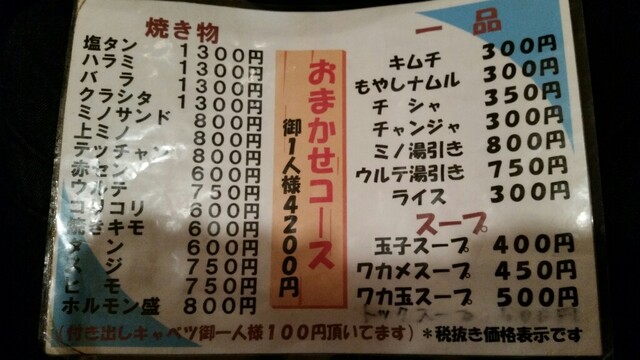 焼き物
塩タン 1300円
ハラミ 1300円
バラ 1300円
クラシタ 1300円
ミノサンド 800円
上ミノ 800円
テッチャン 800円
赤セン 600円
ウルテ 750円
コリコリ 600円
焼きキモ 600円
600円
スジ 750円
ヒモ 750円
ホルモン盛 800円
おまかせコース
御1人様4200円
一品
キムチ 300円
もやしナムル 300円
チシャ 350円
チャンジャ 300円
ミノ湯引き 800円
ウルテ湯引き 750円
ライス 300円
スープ
玉子スープ 400円
ワカメスープ 450円
ワカ玉スープ 500円
トックスープ
(付き出しキャベツ御一人様100円頂いてます) *税抜き価格表示です